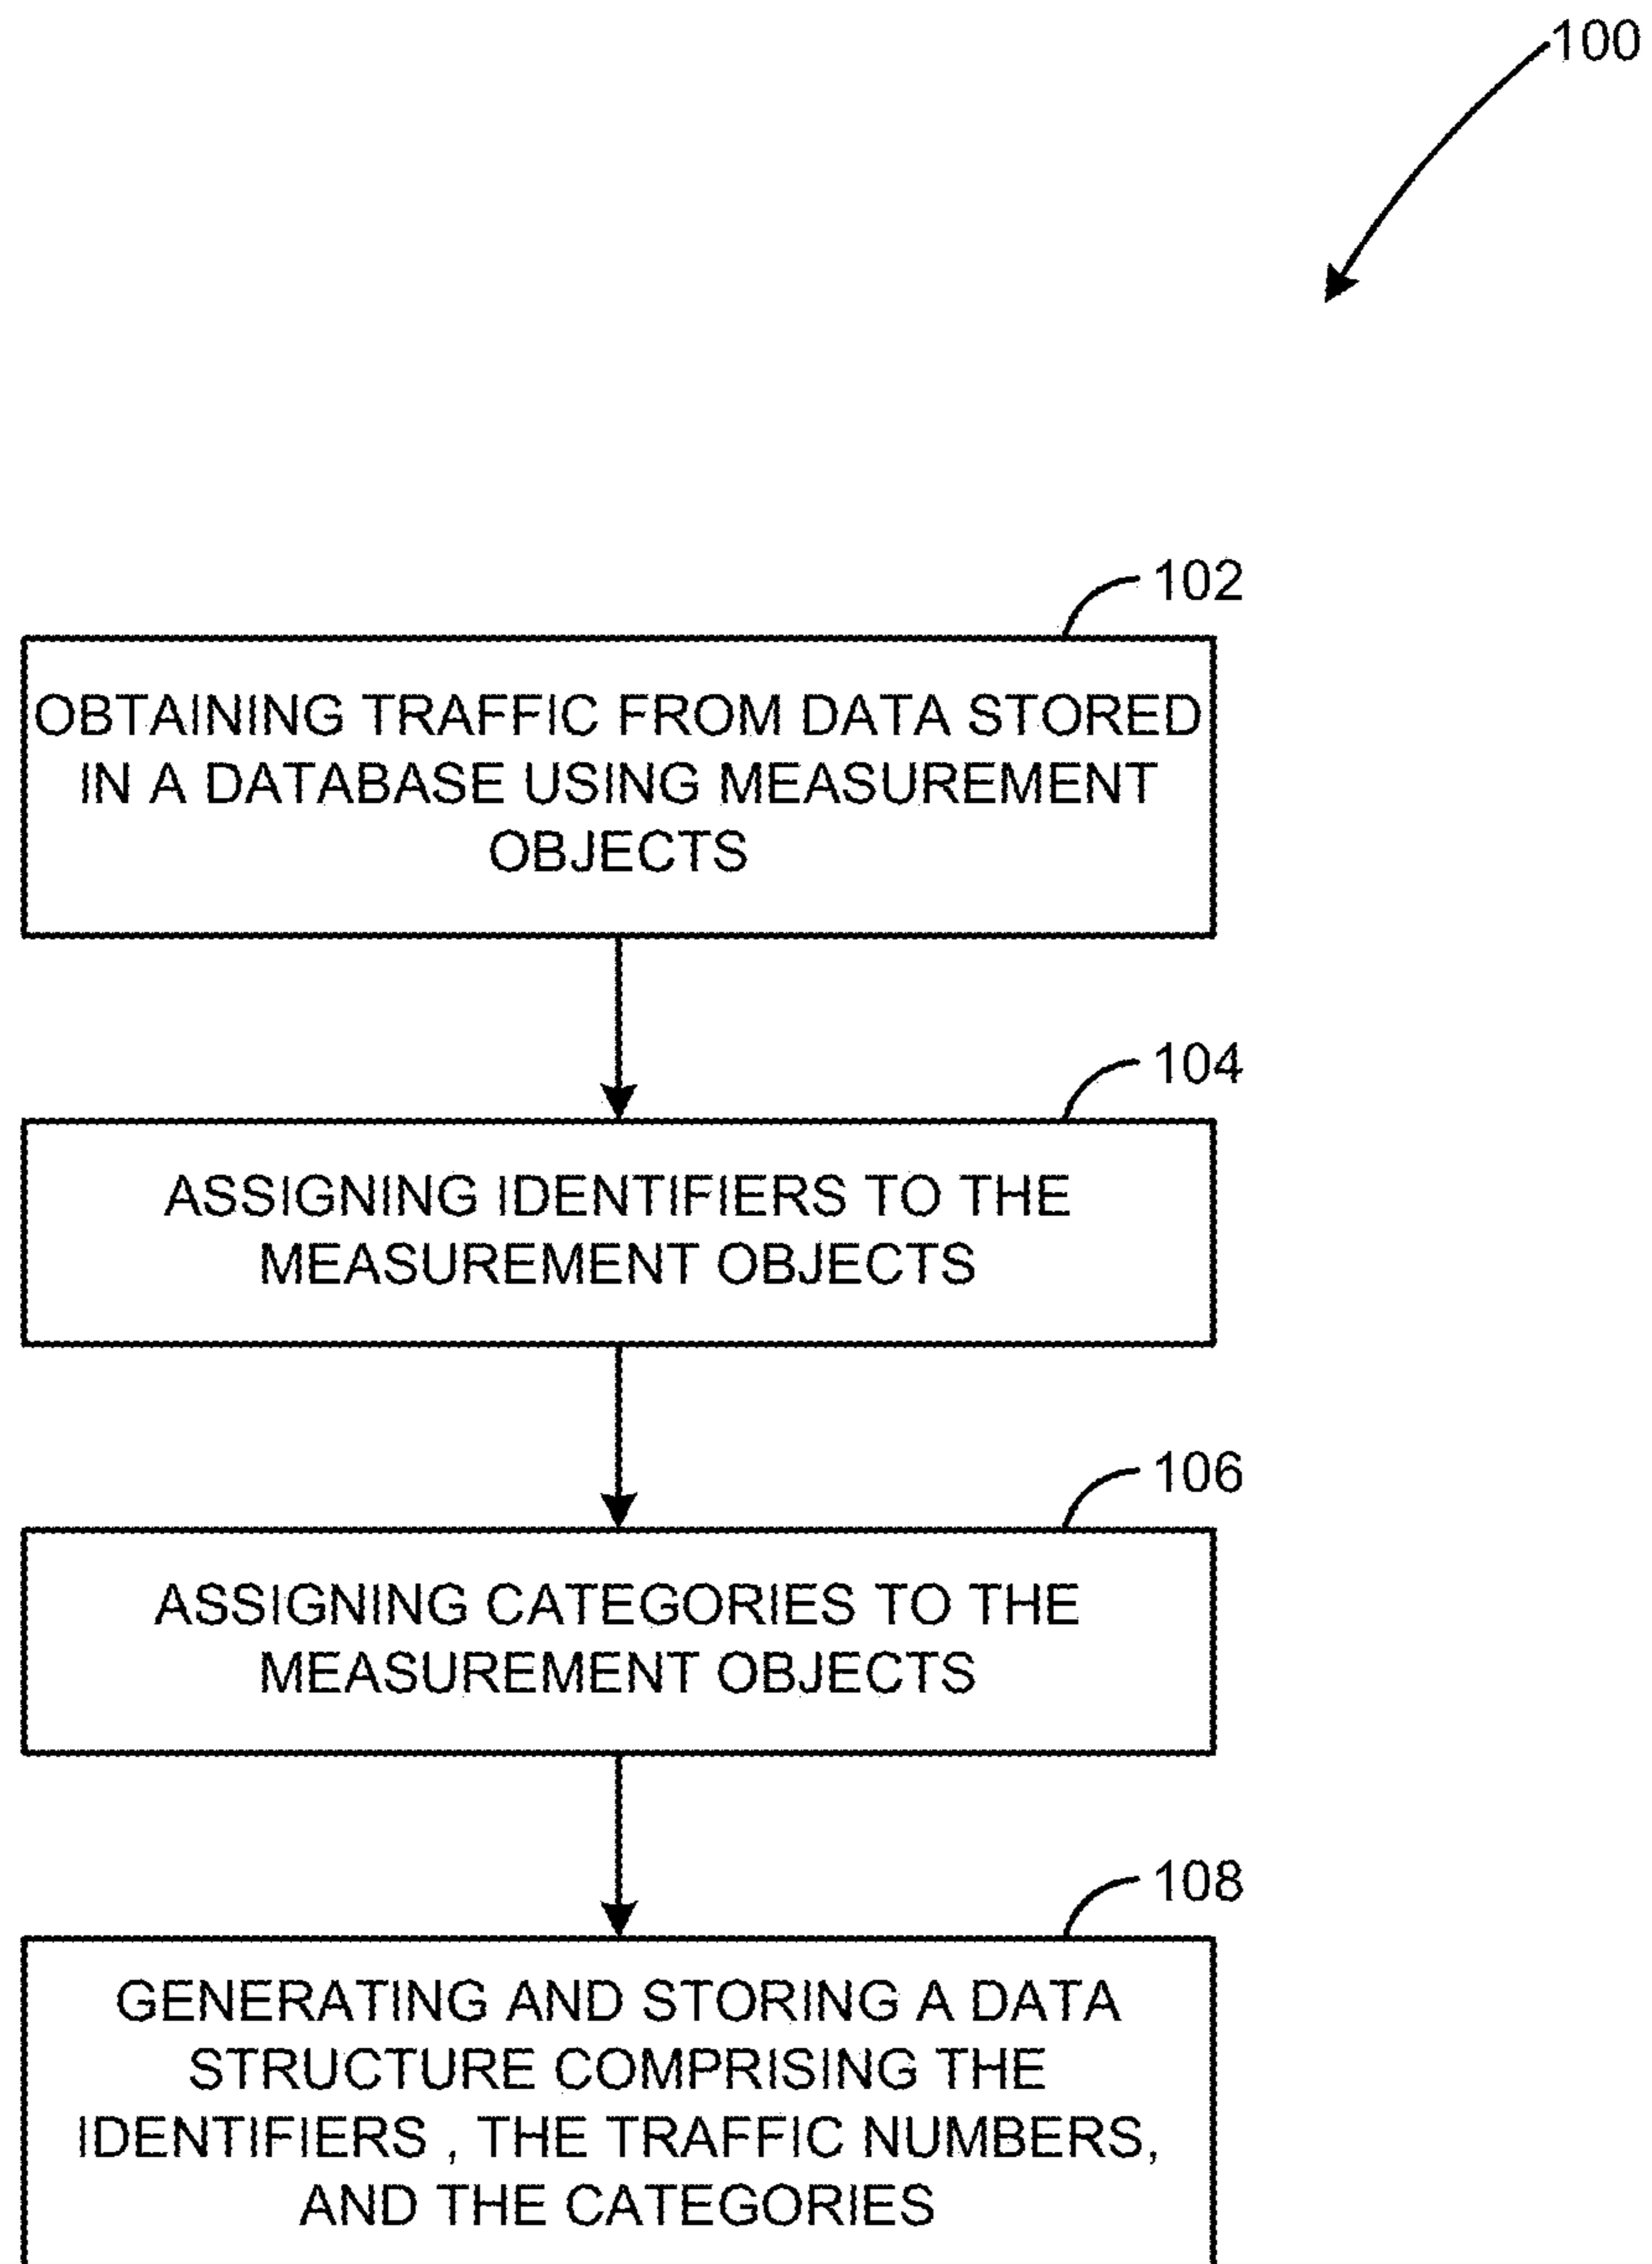 100
102
OBTAINING TRAFFIC FROM DATA STORED
IN A DATABASE USING MEASUREMENT
OBJECTS
104
ASSIGNING IDENTIFIERS TO THE
MEASUREMENT OBJECTS
106
ASSIGNING CATEGORIES TO THE
MEASUREMENT OBJECTS
108
GENERATING AND STORING A DATA
STRUCTURE COMPRISING THE
IDENTIFIERS , THE TRAFFIC NUMBERS,
AND THE CATEGORIES